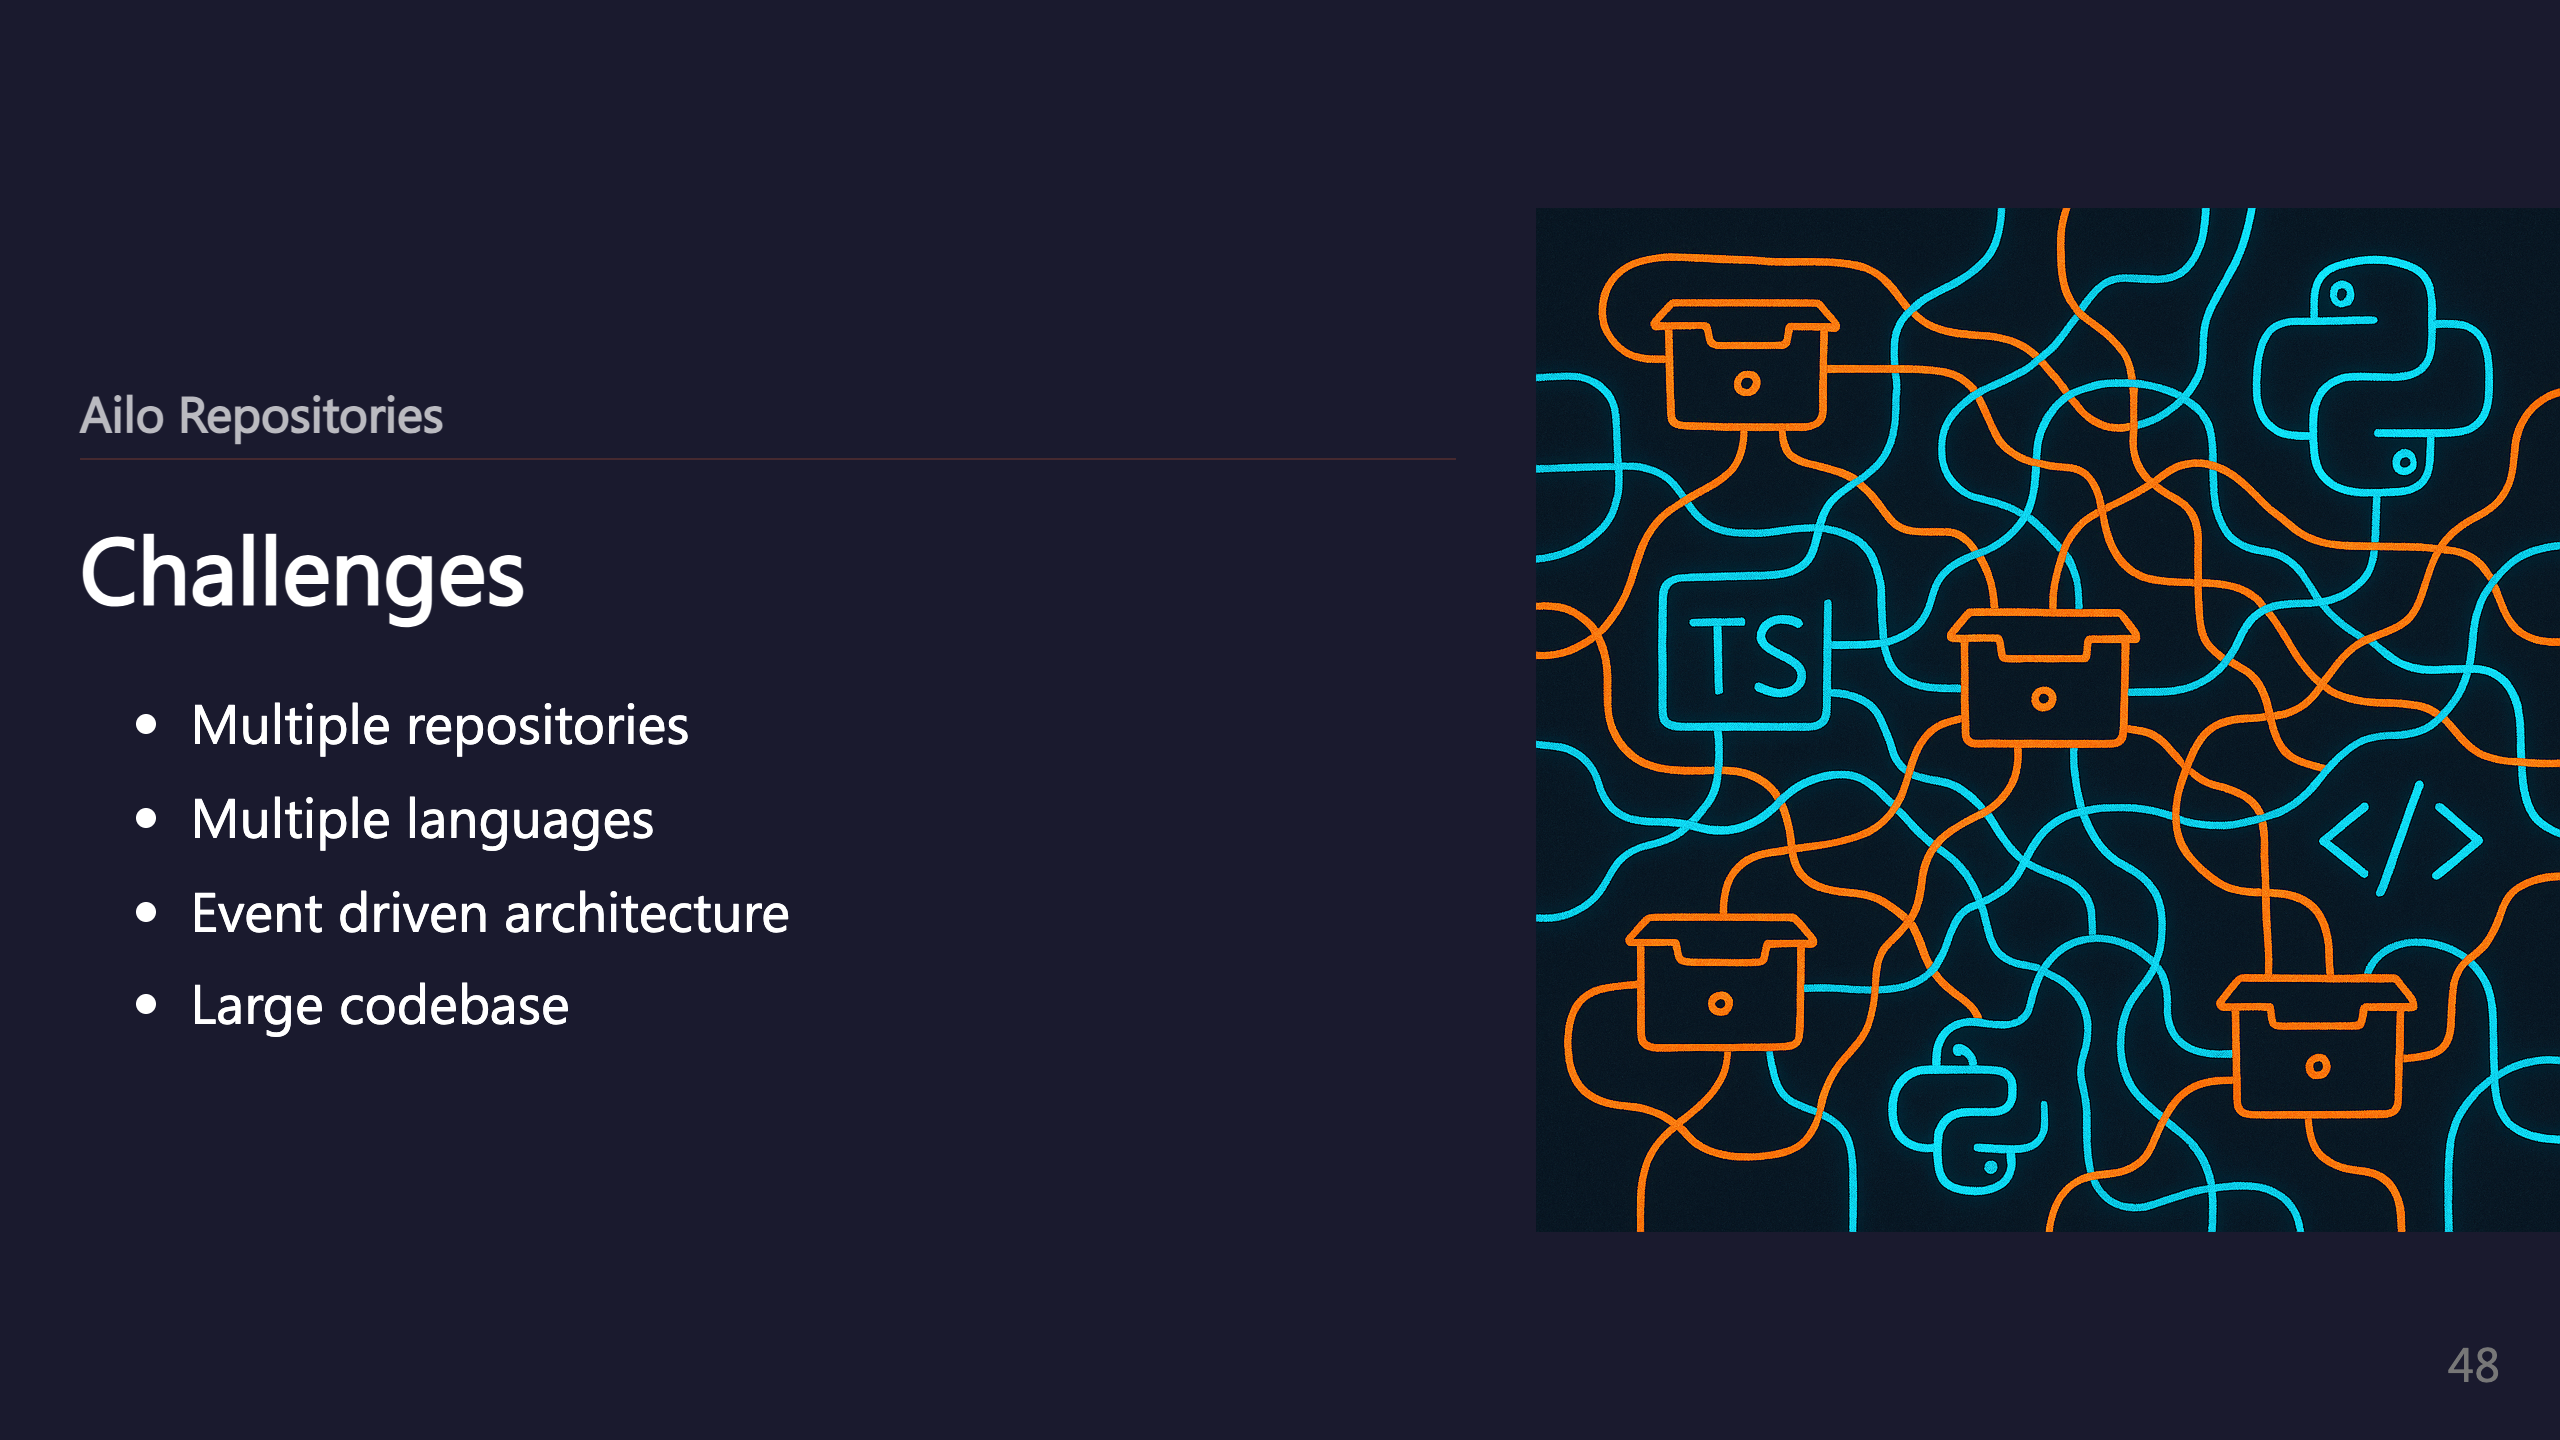 Ailo Repositories
Challenges
• Multiple repositories
• Multiple languages
• Event driven architecture
• Large codebase
TS
</>
48